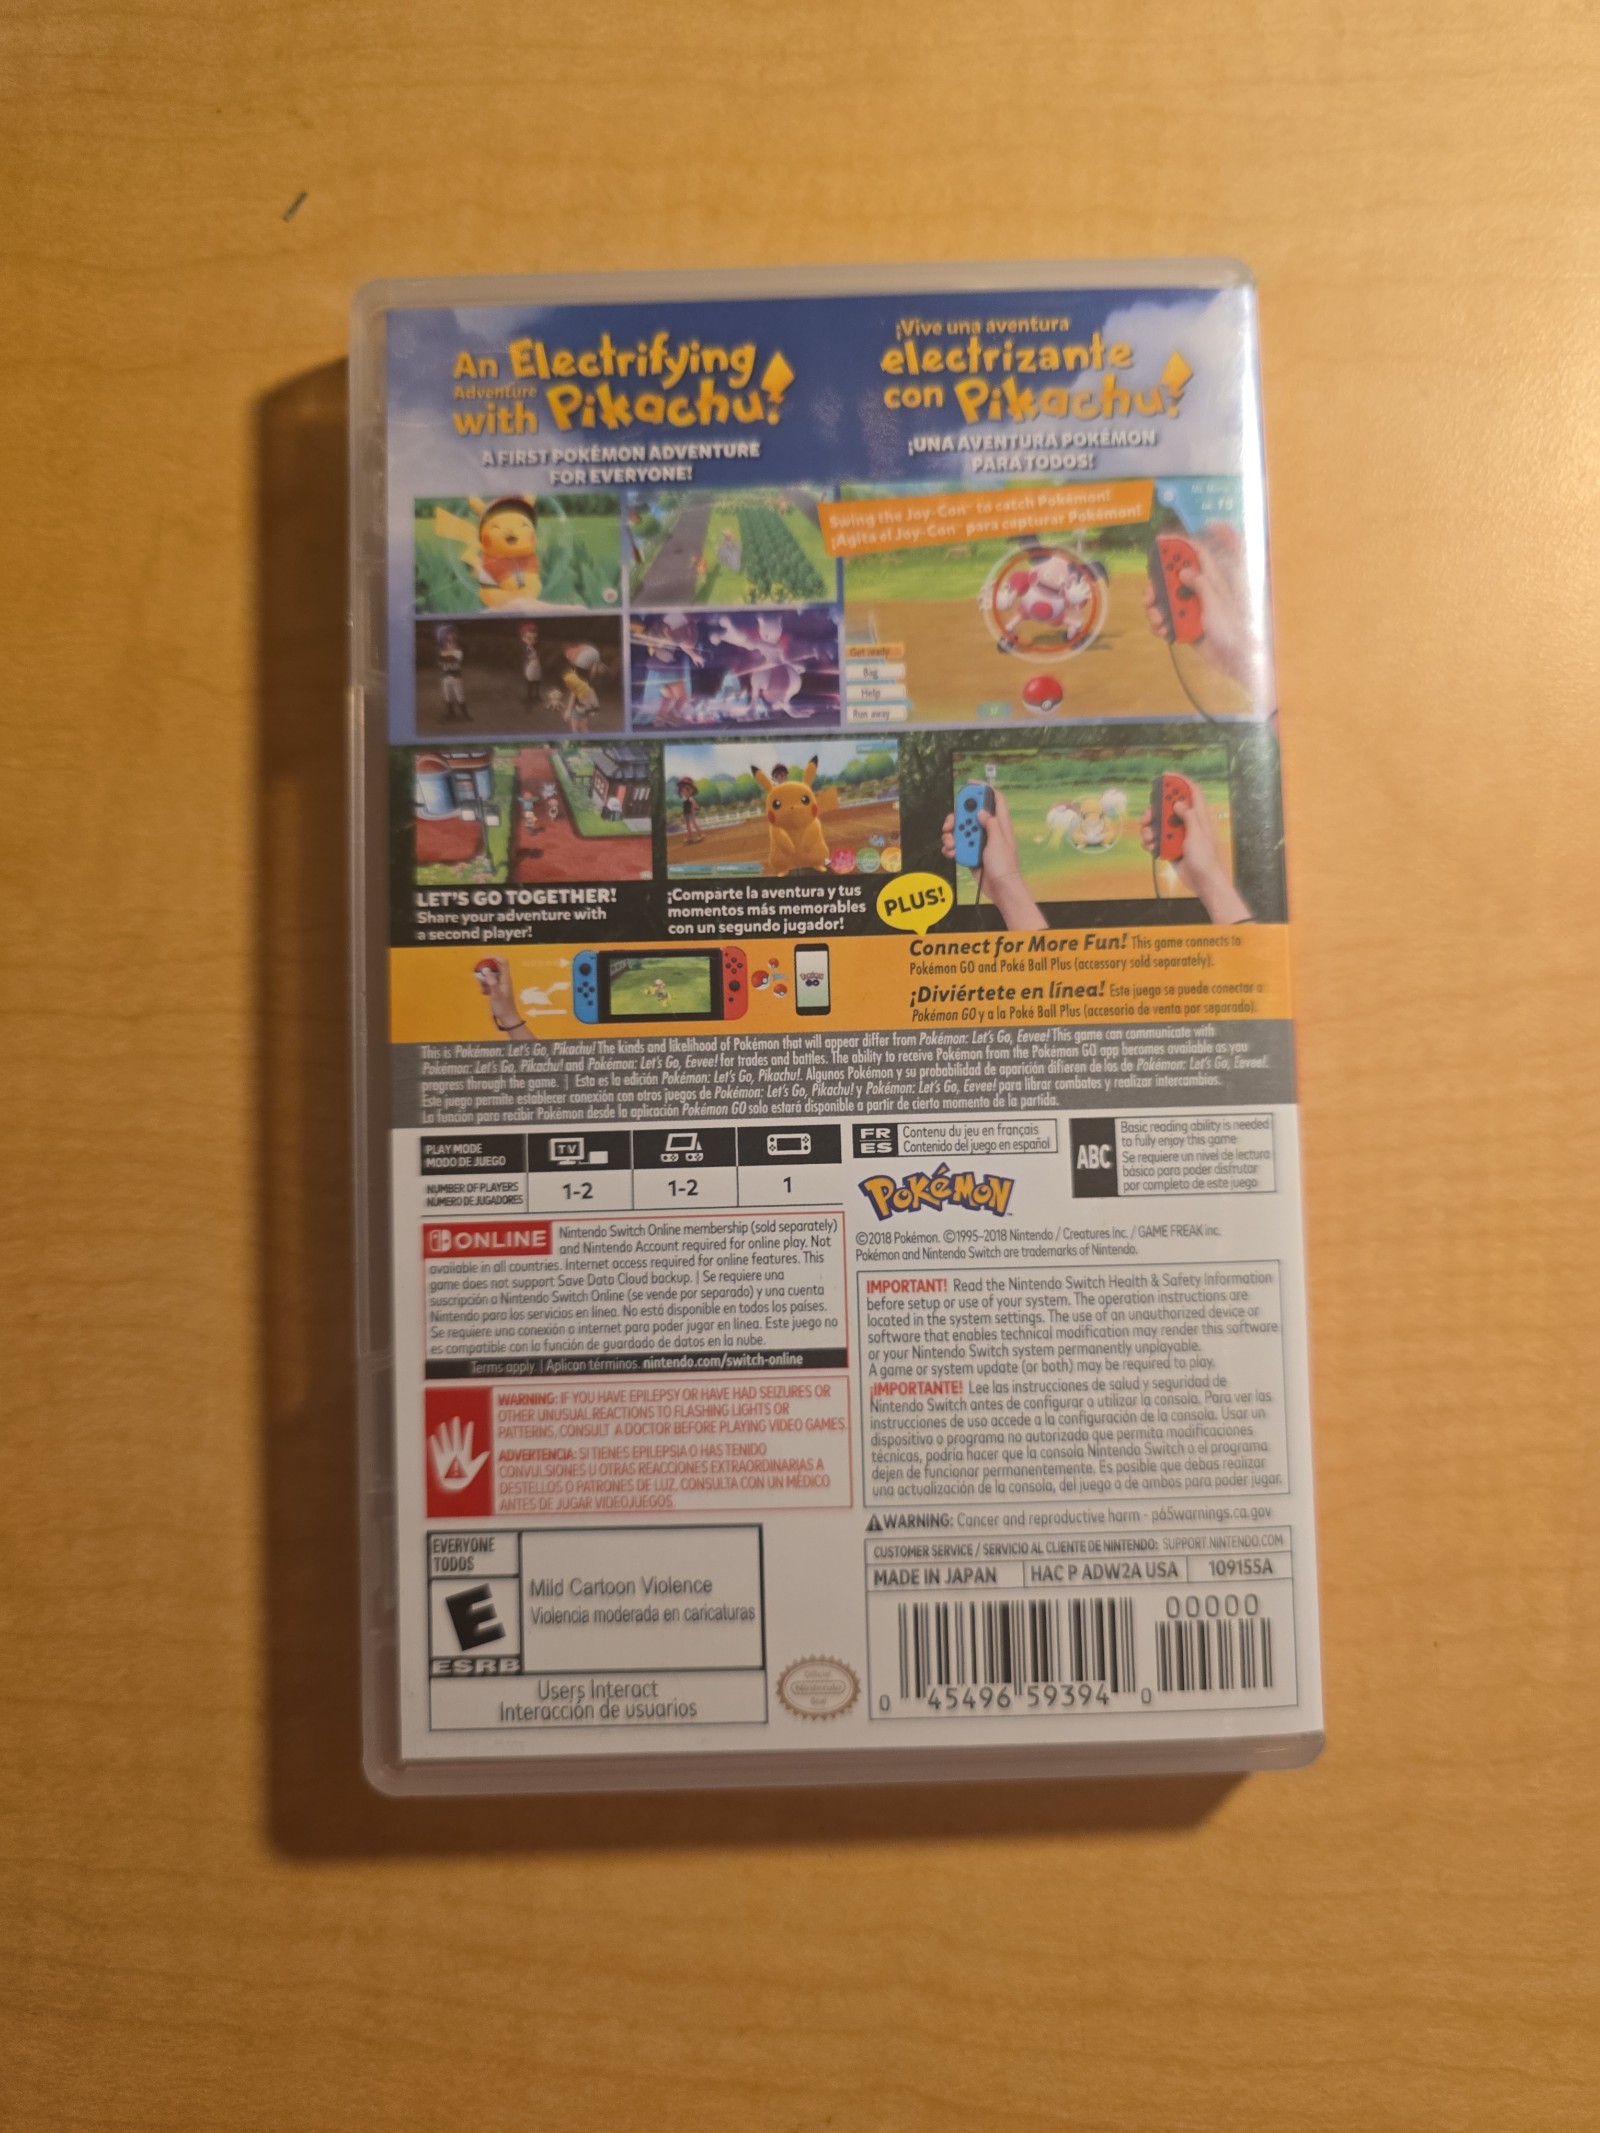 An Electrifying
Adventure
with Pikachu!
A FIRST POKÉMON ADVENTURE
FOR EVERYONE!
¡Vive una aventura
electrizante
con Pikachu!
¡UNA AVENTURA POKÉMON
PARA TODOS!
Swing the Joy-Con™ to catch Pokémon!
¡Agita el Joy-Con™ para capturar Pokémon!
Get ready
Bag
Help
Run away
LET'S GO TOGETHER!
Share your adventure with
a second player!
¡Comparte la aventura y tus
momentos más memorables
con un segundo jugador!
PLUS!
Connect for More Fun! This game connects to
Pokémon GO and Poké Ball Plus (accessory sold separately).
¡Diviértete en línea! Este juego se puede conectar a
Pokémon GO y a la Poké Ball Plus (accesorio de venta por separado).
GO
This is Pokémon: Let's Go, Pikachu! The kinds and likelihood of Pokémon that will appear differ from Pokémon: Let's Go, Eevee! This game can communicate with
Pokémon: Let's Go, Pikachu! and Pokémon: Let's Go, Eevee! for trades and battles. The ability to receive Pokémon from the Pokémon GO app becomes available as you
progress through the game. | Esta es la edición Pokémon: Let's Go, Pikachu!. Algunos Pokémon y su probabilidad de aparición difieren de los de Pokémon: Let's Go, Eevee!.
Este juego permite establecer conexión con otros juegos de Pokémon: Let's Go, Pikachu! y Pokémon: Let's Go, Eevee! para librar combates y realizar intercambios.
La función para recibir Pokémon desde la aplicación Pokémon GO solo estará disponible a partir de cierto momento de la partida.
PLAY MODE
MODO DE JUEGO
TV
NUMBER OF PLAYERS
NÚMERO DE JUGADORES
1-2
1-2
1
FR
ES
Contenu du jeu en français
Contenido del juego en español
ABC
Basic reading ability is needed
to fully enjoy this game
Se requiere un nivel de lectura
básico para poder disfrutar
por completo de este juego
POKéMON
©2018 Pokémon. ©1995–2018 Nintendo / Creatures Inc. / GAME FREAK inc.
Pokémon and Nintendo Switch are trademarks of Nintendo.
ONLINE
Nintendo Switch Online membership (sold separately)
and Nintendo Account required for online play. Not
available in all countries. Internet access required for online features. This
game does not support Save Data Cloud backup. | Se requiere una
suscripción a Nintendo Switch Online (se vende por separado) y una cuenta
Nintendo para los servicios en línea. No está disponible en todos los países.
Se requiere una conexión a internet para poder jugar en línea. Este juego no
es compatible con la función de guardado de datos en la nube.
Terms apply. | Aplican términos. nintendo.com/switch-online
WARNING: IF YOU HAVE EPILEPSY OR HAVE HAD SEIZURES OR
OTHER UNUSUAL REACTIONS TO FLASHING LIGHTS OR
PATTERNS, CONSULT A DOCTOR BEFORE PLAYING VIDEO GAMES.
ADVERTENCIA: SI TIENES EPILEPSIA O HAS TENIDO
CONVULSIONES U OTRAS REACCIONES EXTRAORDINARIAS A
DESTELLOS O PATRONES DE LUZ, CONSULTA CON UN MÉDICO
ANTES DE JUGAR VIDEOJUEGOS.
IMPORTANT! Read the Nintendo Switch Health & Safety Information
before setup or use of your system. The operation instructions are
located in the system settings. The use of an unauthorized device or
software that enables technical modification may render this software
or your Nintendo Switch system permanently unplayable.
A game or system update (or both) may be required to play.
¡IMPORTANTE! Lee las instrucciones de salud y seguridad de
Nintendo Switch antes de configurar o utilizar la consola. Para ver las
instrucciones de uso accede a la configuración de la consola. Usar un
dispositivo o programa no autorizado que permita modificaciones
técnicas, podría hacer que la consola Nintendo Switch o el programa
dejen de funcionar permanentemente. Es posible que debas realizar
una actualización de la consola, del juego o de ambos para poder jugar.
WARNING: Cancer and reproductive harm - p65warnings.ca.gov
CUSTOMER SERVICE / SERVICIO AL CLIENTE DE NINTENDO: SUPPORT.NINTENDO.COM
MADE IN JAPAN
HAC P ADW2A USA
109155A
00000
0 45496 59394 0
EVERYONE
TODOS
E
ESRB
Mild Cartoon Violence
Violencia moderada en caricaturas
Users Interact
Interacción de usuarios
Official
Nintendo
Seal